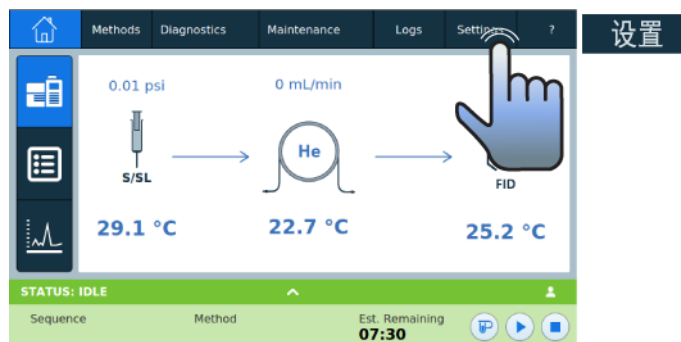 Methods Diagnostics Maintenance Logs Settings ? 设置
0.01 psi 0 mL/min
He
S/SL
FID
29.1 °C 22.7 °C 25.2 °C
STATUS: IDLE
Sequence Method Est. Remaining
07:30